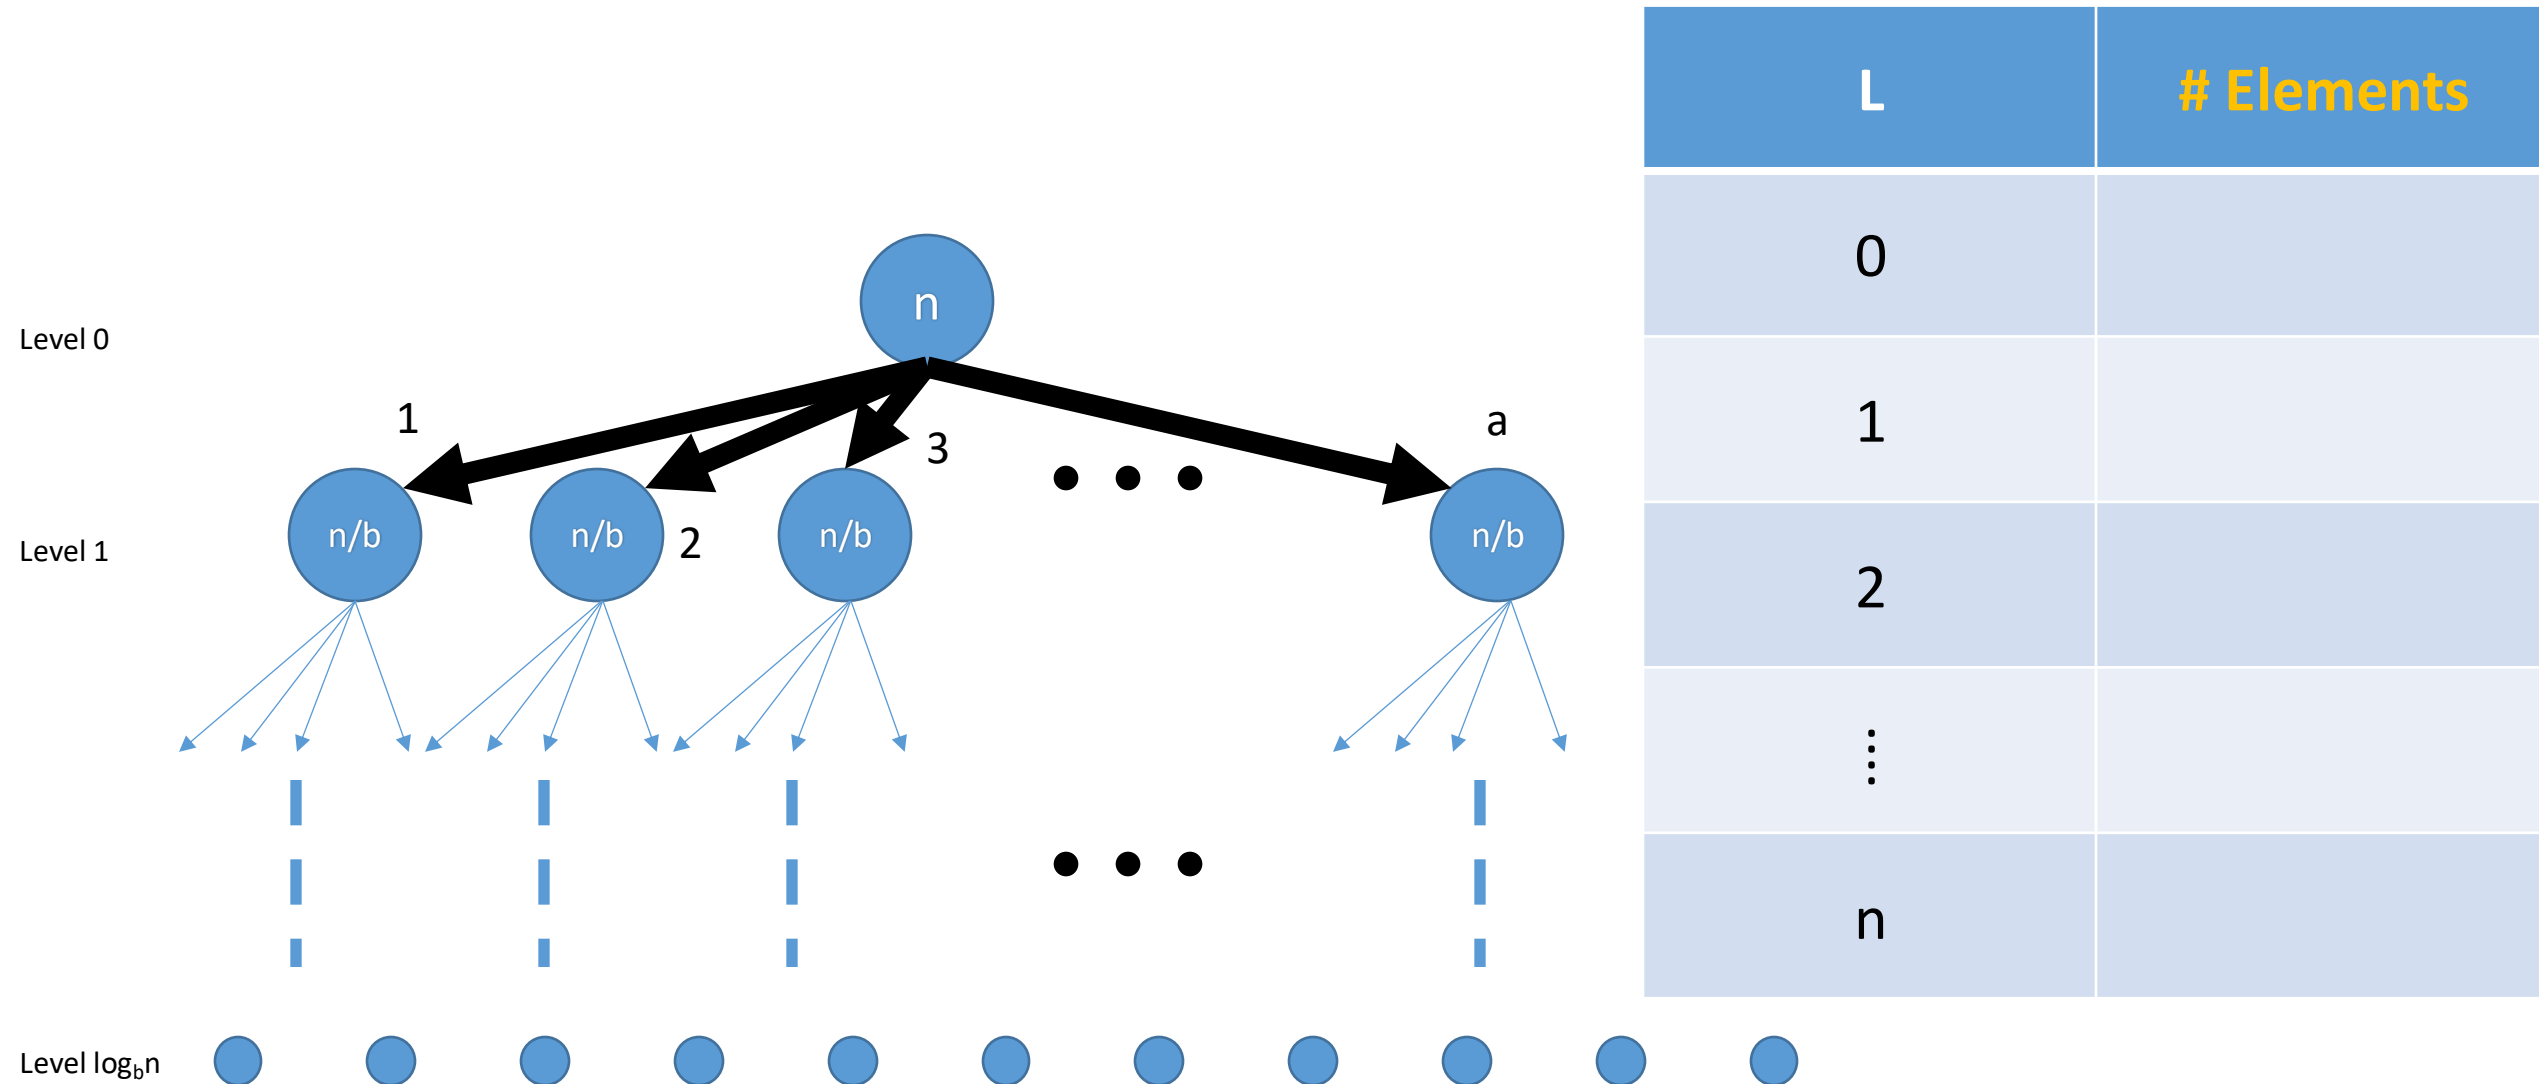 L # Elements
0
1
2
⋮
n
Level 0
n
1
2
3
a
Level 1
n/b n/b n/b n/b
Level log_b n